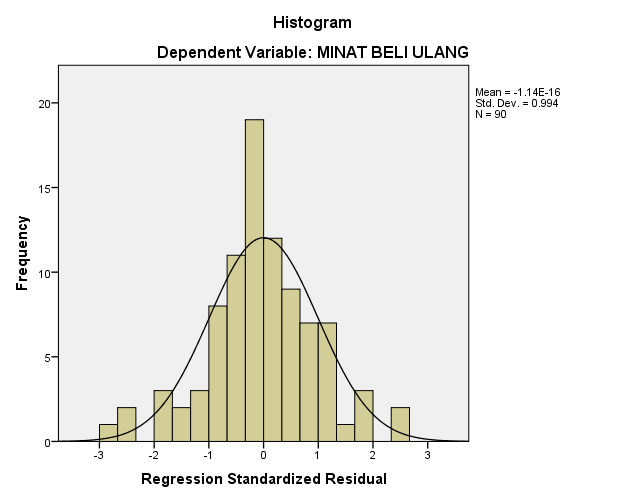 Histogram
Dependent Variable: MINAT BELI ULANG
Mean = -1.14E-16
Std. Dev. = 0.994
N = 90
Frequency
20
15
10
5
0
-3 -2 -1 0 1 2 3
Regression Standardized Residual